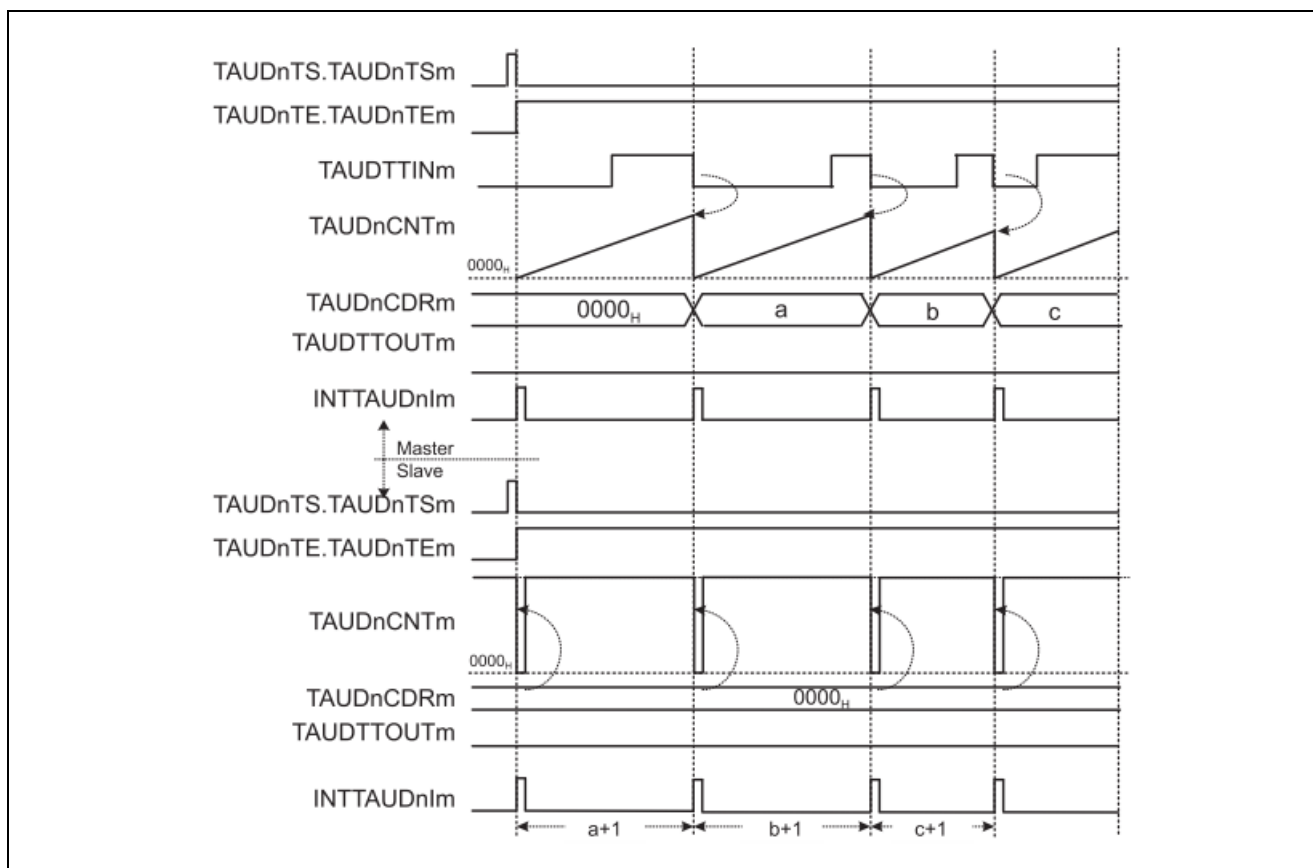 TAUDnTS.TAUDnTSm
TAUDnTE.TAUDnTEm
TAUDTTINm
TAUDnCNTm
0000H
TAUDnCDRm 0000H a b c
TAUDTTOUTm
INTTAUDnIm
Master
Slave
TAUDnTS.TAUDnTSm
TAUDnTE.TAUDnTEm
TAUDnCNTm
0000H
TAUDnCDRm 0000H
TAUDTTOUTm
INTTAUDnIm
a+1 b+1 c+1